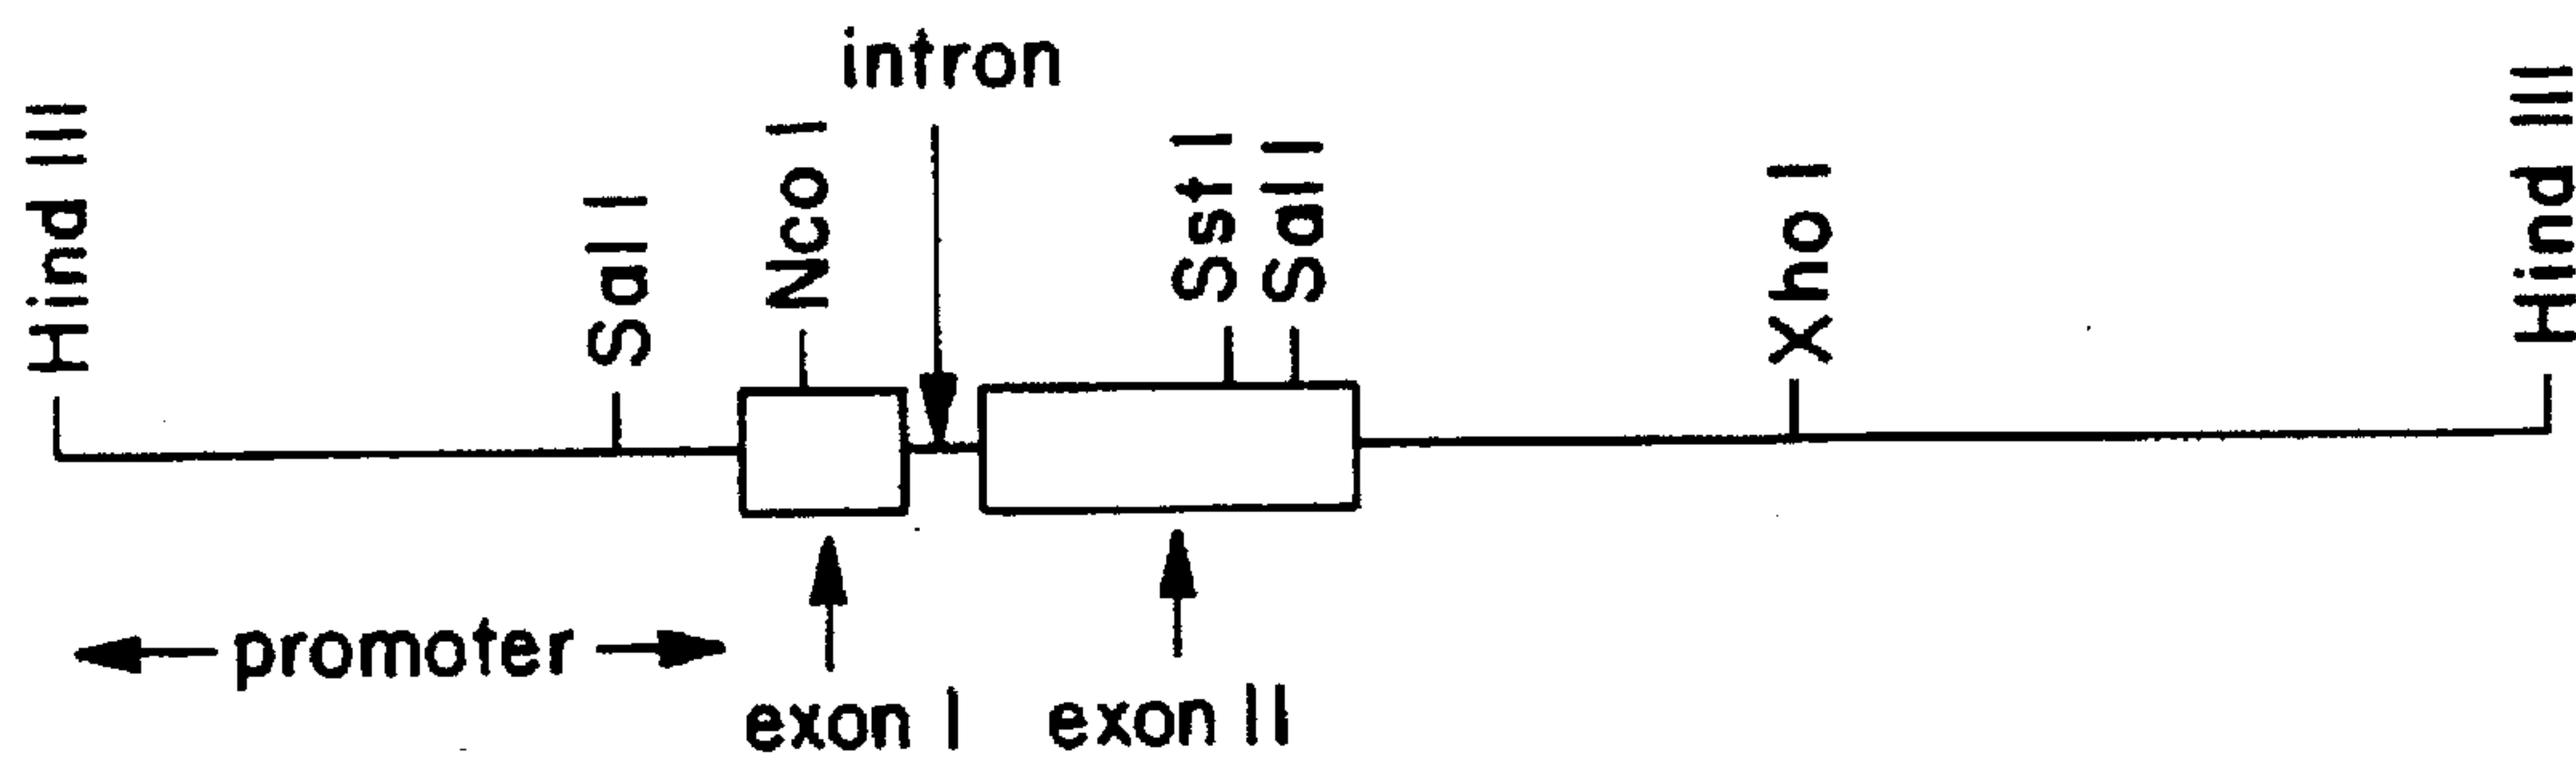 intron
Hind III
Sal I
Nco I
Sst I
Sal I
Xho I
Hind III
promoter
exon I
exon II